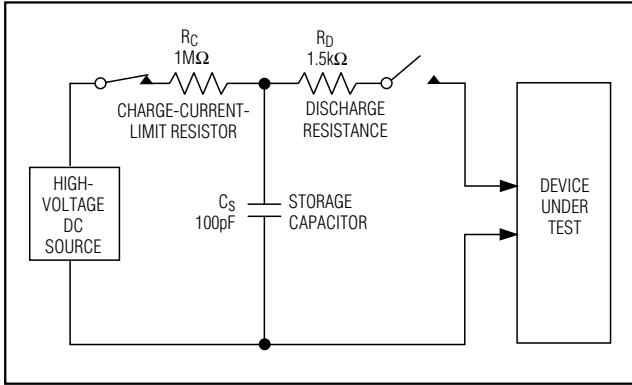 R_C
1MΩ
CHARGE-CURRENT-
LIMIT RESISTOR
R_D
1.5kΩ
DISCHARGE
RESISTANCE
HIGH-
VOLTAGE
DC
SOURCE
C_S
100pF
STORAGE
CAPACITOR
DEVICE
UNDER
TEST